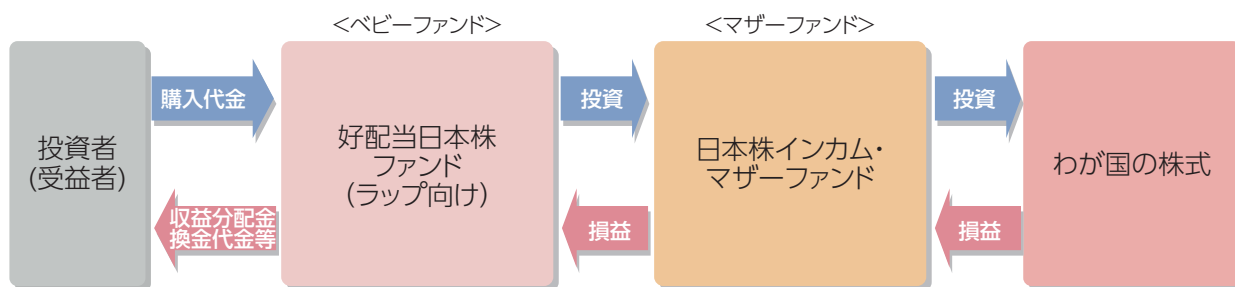 <ベビーファンド>
<マザーファンド>
投資者
(受益者)
購入代金
収益分配金
換金代金等
好配当日本株
ファンド
(ラップ向け)
投資
損益
日本株インカム・
マザーファンド
投資
損益
わが国の株式